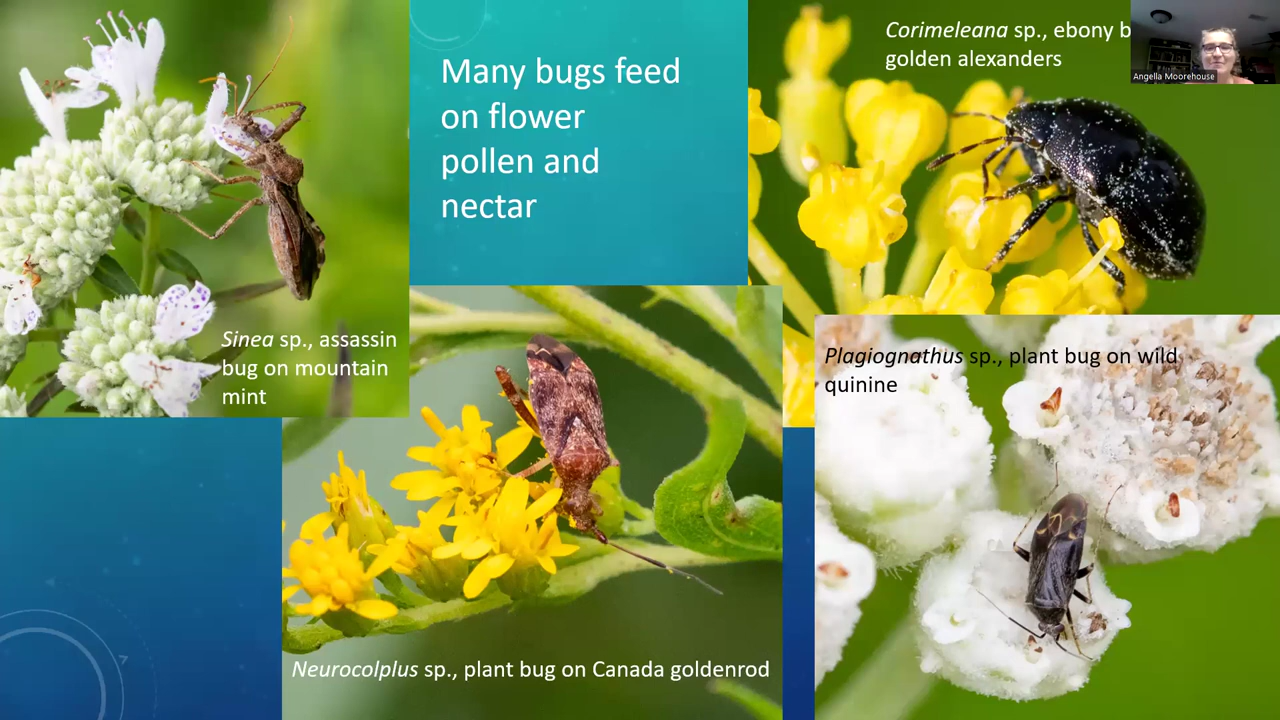 Many bugs feed
on flower
pollen and
nectar
Corimeleana sp., ebony b
golden alexanders
Angella Moorehouse
Sinea sp., assassin
bug on mountain
mint
Plagiognathus sp., plant bug on wild
quinine
Neurocolplus sp., plant bug on Canada goldenrod